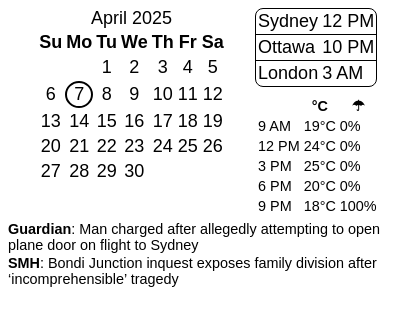 April 2025
Su Mo Tu We Th Fr Sa
1 2 3 4 5
6 7 8 9 10 11 12
13 14 15 16 17 18 19
20 21 22 23 24 25 26
27 28 29 30
Sydney 12 PM
Ottawa 10 PM
London 3 AM
°C ☂
9 AM 19°C 0%
12 PM 24°C 0%
3 PM 25°C 0%
6 PM 20°C 0%
9 PM 18°C 100%
Guardian: Man charged after allegedly attempting to open
plane door on flight to Sydney
SMH: Bondi Junction inquest exposes family division after
‘incomprehensible’ tragedy